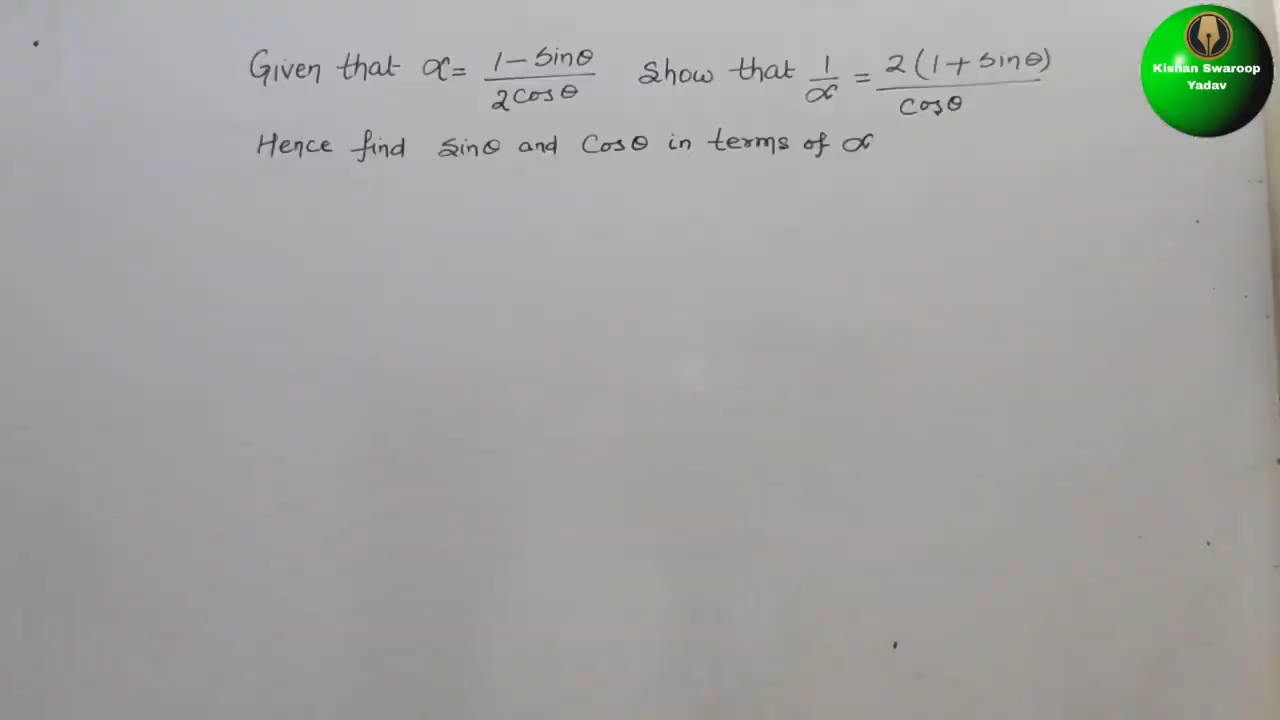 Given that x = (1 - sinθ)/(2cosθ) Show that 1/x = 2(1 + sinθ)/cosθ
Hence find sinθ and Cosθ in terms of x
Kishan Swaroop
Yadav